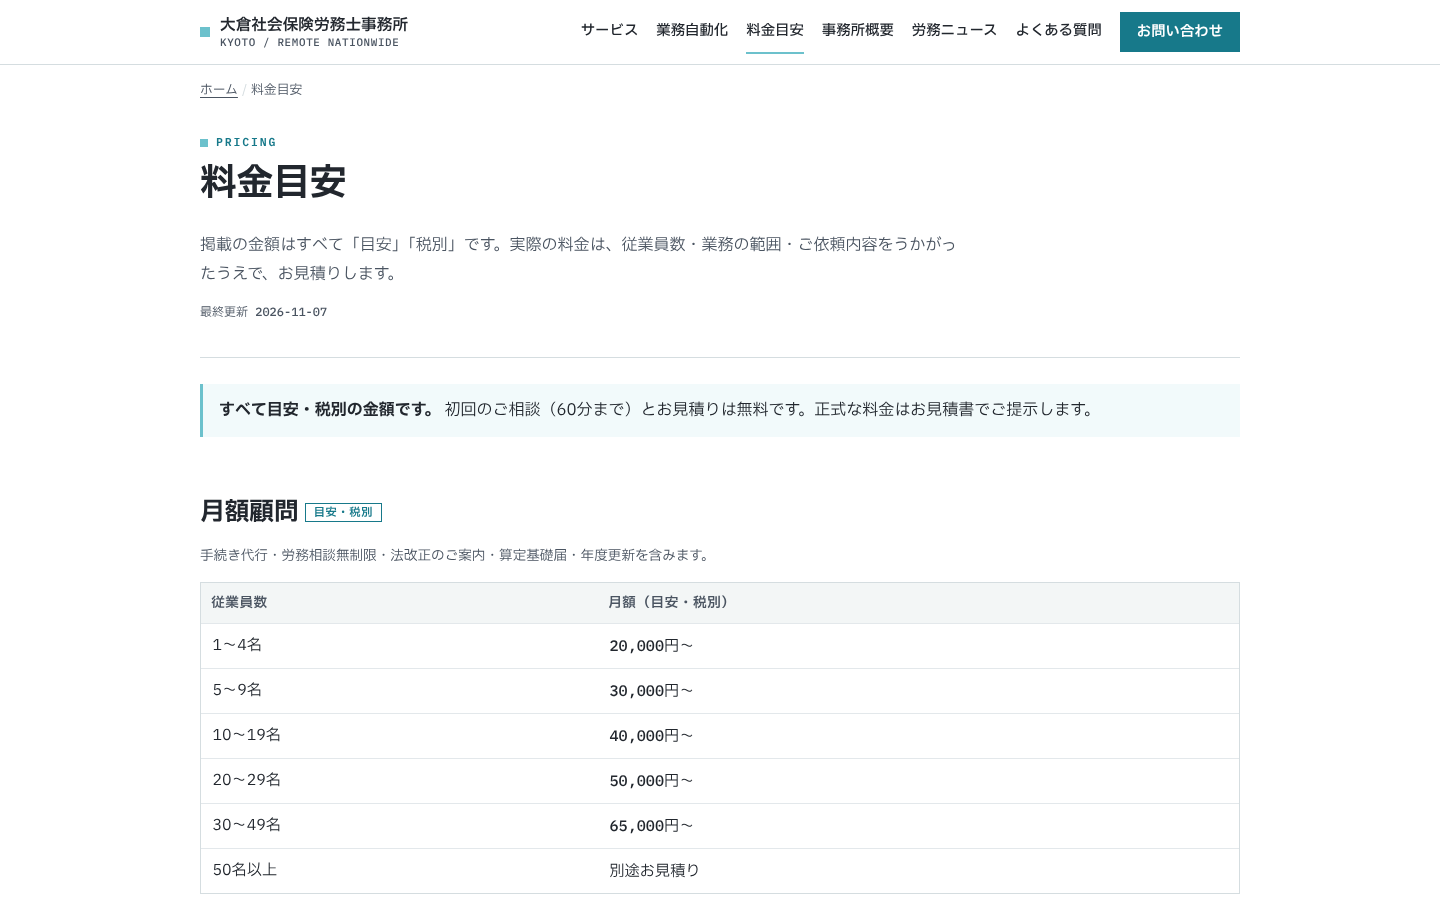 大倉社会保険労務士事務所
KYOTO / REMOTE NATIONWIDE
サービス 業務自動化 料金目安 事務所概要 労務ニュース よくある質問 お問い合わせ
ホーム / 料金目安
PRICING
料金目安
掲載の金額はすべて「目安」「税別」です。実際の料金は、従業員数・業務の範囲・ご依頼内容をうかがっ
たうえで、お見積りします。
最終更新 2026-11-07
すべて目安・税別の金額です。 初回のご相談（60分まで）とお見積りは無料です。正式な料金はお見積書でご提示します。
月額顧問 目安・税別
手続き代行・労務相談無制限・法改正のご案内・算定基礎届・年度更新を含みます。
従業員数 月額（目安・税別）
1〜4名 20,000円〜
5〜9名 30,000円〜
10〜19名 40,000円〜
20〜29名 50,000円〜
30〜49名 65,000円〜
50名以上 別途お見積り